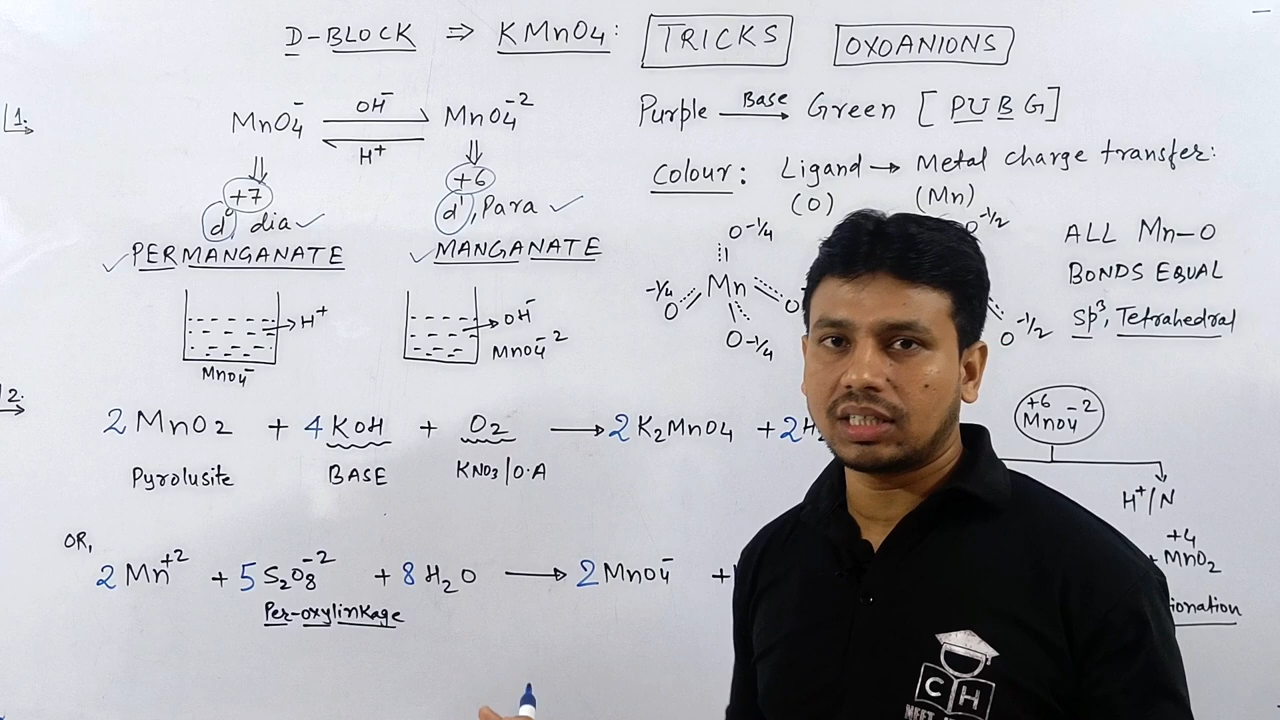 D-BLOCK ⇒ KMnO4: TRICKS OXOANIONS
1.
MnO4⁻ OH⁻ H⁺ MnO4⁻²
+7
d⁰, dia ✓
✓ PERMANGANATE
+6
d¹, Para ✓
✓ MANGANATE
→ H⁺
MnO4⁻
→ OH⁻
MnO4⁻²
Purple Base → Green [PUBG]
Colour: Ligand → Metal charge transfer:
(O) (Mn)
O-1/4
-1/4 O Mn O
O-1/4
O-1/2
O-1/2
ALL Mn-O
BONDS EQUAL
Sp³, Tetrahedral
2.
2 MnO2 + 4 KOH + O2 → 2 K2MnO4 + 2
Pyrolusite BASE KNO3/O.A
OR,
2 Mn⁺² + 5 S2O8⁻² + 8 H2O → 2 MnO4⁻ +
Per-oxylinkage
+6
MnO4⁻²
H⁺/N
+4
MnO2
CH
NEET